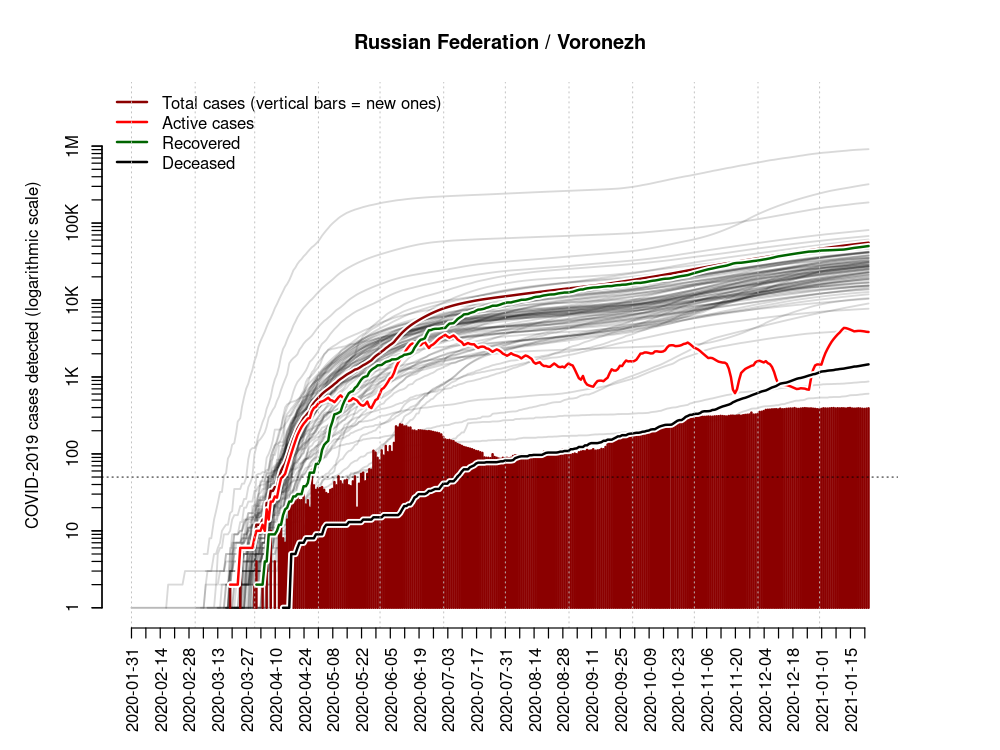 Russian Federation / Voronezh
Total cases (vertical bars = new ones)
Active cases
Recovered
Deceased
COVID-2019 cases detected (logarithmic scale)
1M
100K
10K
1K
100
10
1
2020-01-31
2020-02-14
2020-02-28
2020-03-13
2020-03-27
2020-04-10
2020-04-24
2020-05-08
2020-05-22
2020-06-05
2020-06-19
2020-07-03
2020-07-17
2020-07-31
2020-08-14
2020-08-28
2020-09-11
2020-09-25
2020-10-09
2020-10-23
2020-11-06
2020-11-20
2020-12-04
2020-12-18
2021-01-01
2021-01-15